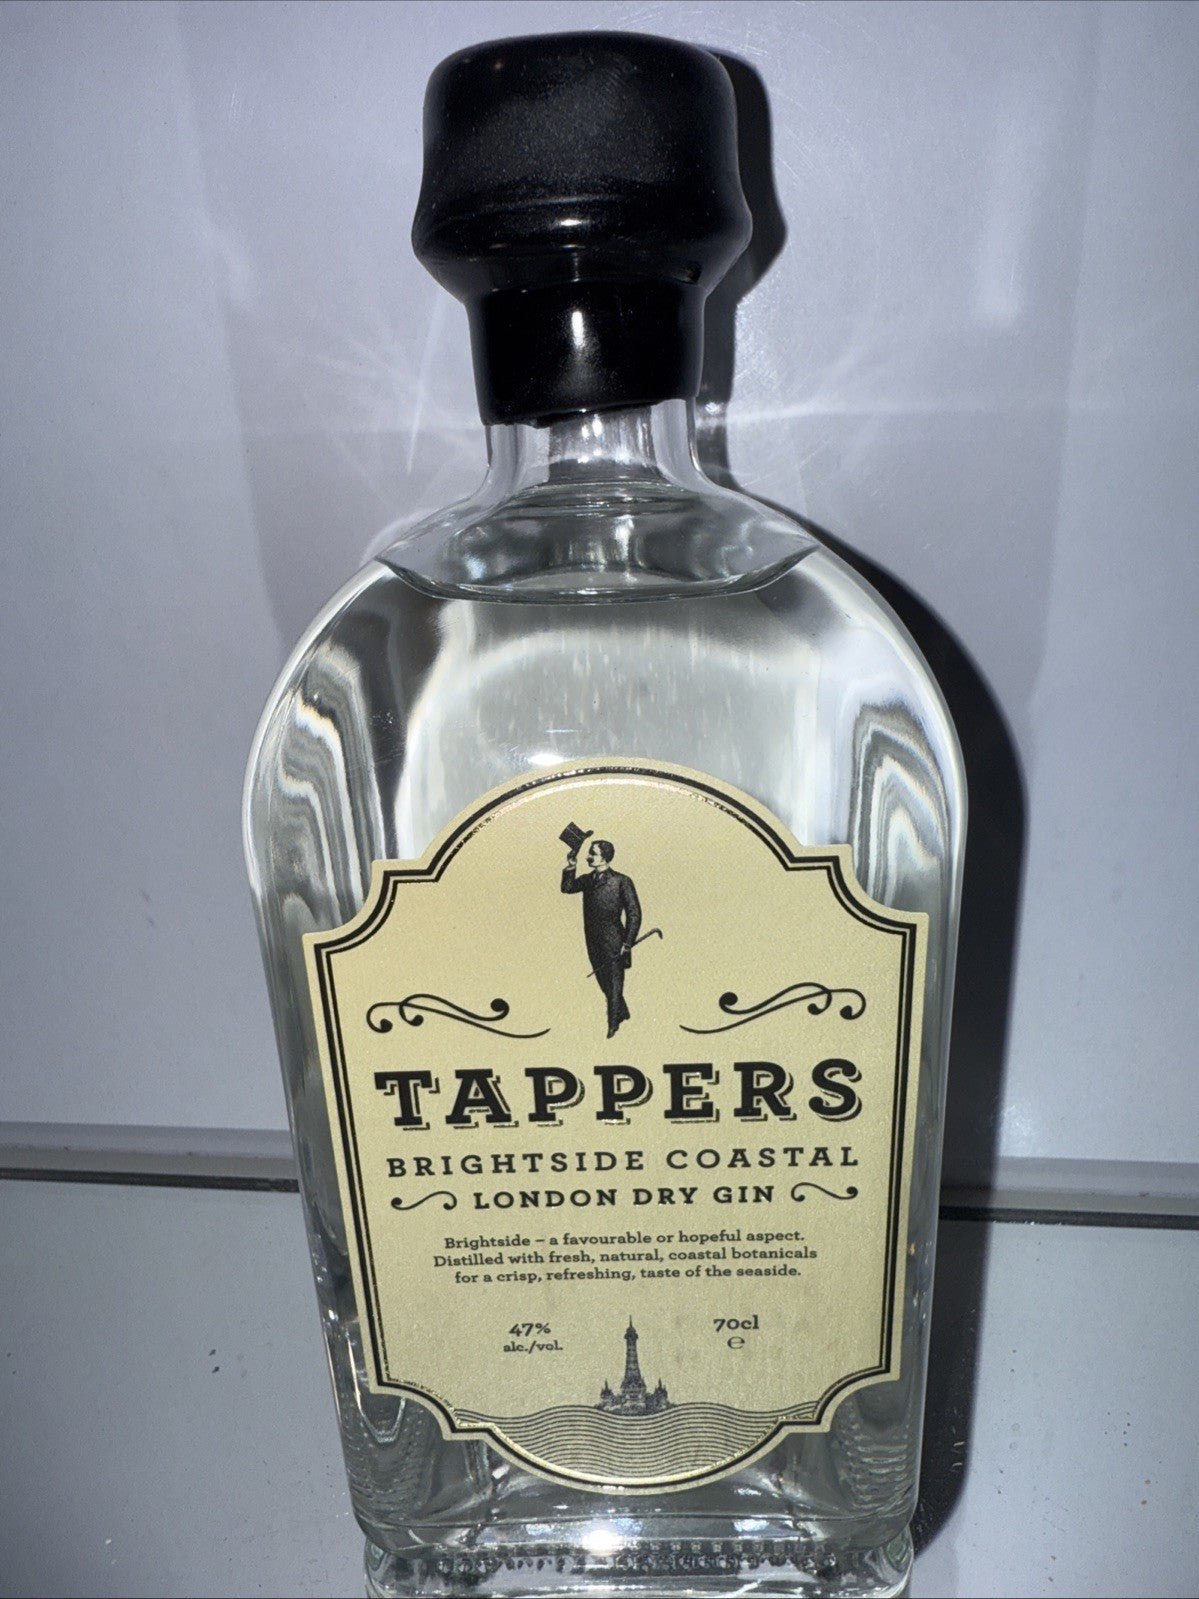 TAPPERS
BRIGHTSIDE COASTAL
LONDON DRY GIN
Brightside – a favourable or hopeful aspect.
Distilled with fresh, natural, coastal botanicals
for a crisp, refreshing, taste of the seaside.
47%
alc./vol.
70cl
℮